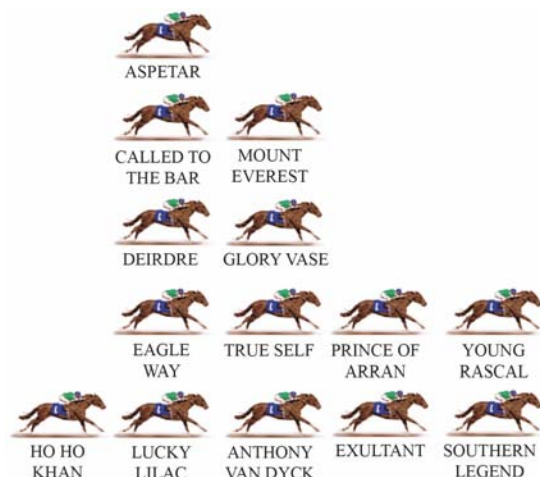 ASPETAR
CALLED TO
THE BAR
MOUNT
EVEREST
DEIRDRE
GLORY VASE
EAGLE
WAY
TRUE SELF
PRINCE OF
ARRAN
YOUNG
RASCAL
HO HO
KHAN
LUCKY
LILAC
ANTHONY
VAN DYCK
EXULTANT
SOUTHERN
LEGEND